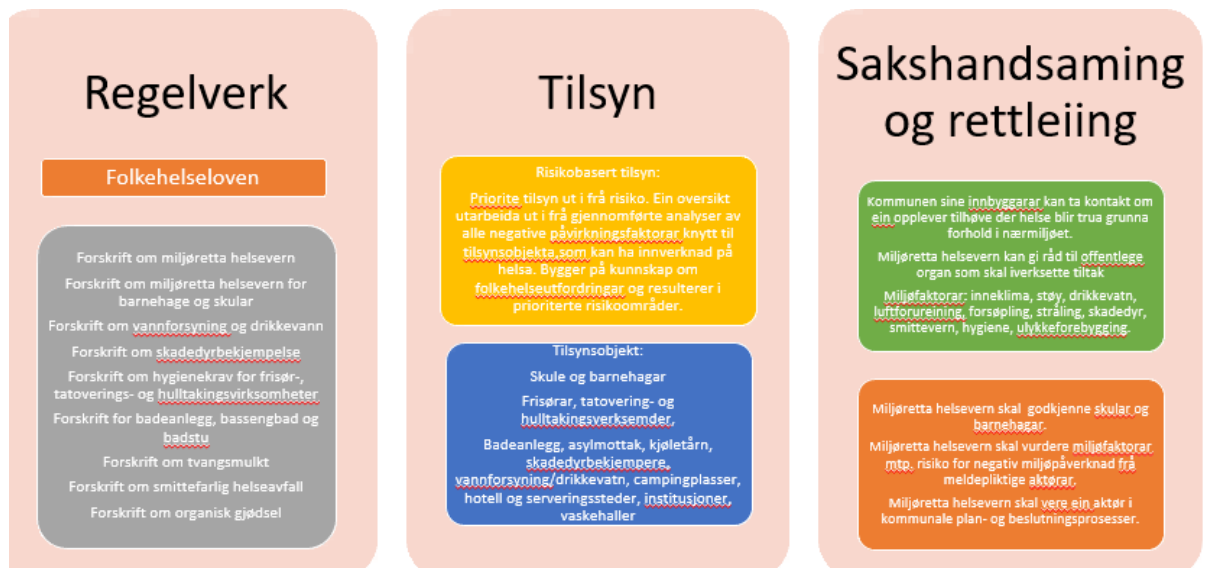 Regelverk
Folkehelseloven
Forskrift om miljøretta helsevern
Forskrift om miljøretta helsevern for
barnehage og skular
Forskrift om vannforsyning og drikkevann
Forskrift om skadedyrbekjempelse
Forskrift om hygienekrav for frisør-,
tatoverings- og hulltakingsvirksomheter
Forskrift for badeanlegg, bassengbad og
badstu
Forskrift om tvangsmulkt
Forskrift om smittefarlig helseavfall
Forskrift om organisk gjødsel
Tilsyn
Risikobasert tilsyn:
Priorite tilsyn ut i frå risiko. Ein oversikt
utarbeida ut i frå gjennomførte analyser av
alle negative påvirkningsfaktorar knytt til
tilsynsobjekta,som kan ha innverknad på
helsa. Bygger på kunnskap om
folkehelseutfordringar og resulterer i
prioriterte risikoområder.
Tilsynsobjekt:
Skule og barnehagar
Frisørar, tatovering- og
hulltakingsverksemder,
Badeanlegg, asylmottak, kjøletårn,
skadedyrbekjempere,
vannforsyning/drikkevatn, campingplasser,
hotell og serveringssteder, institusjoner,
vaskehaller
Sakshandsaming
og rettleiing
Kommunen sine innbyggarar kan ta kontakt om
ein opplever tilhøve der helse blir trua grunna
forhold i nærmiljøet.
Miljøretta helsevern kan gi råd til offentlege
organ som skal iverksette tiltak
Miljøfaktorar: inneklima, støy, drikkevatn,
luftforureining, forsøpling, stråling, skadedyr,
smittevern, hygiene, ulykkeforebygging.
Miljøretta helsevern skal godkjenne skular og
barnehagar.
Miljøretta helsevern skal vurdere miljøfaktorar
mtp. risiko for negativ miljøpåverknad frå
meldepliktige aktørar.
Miljøretta helsevern skal vere ein aktør i
kommunale plan- og beslutningsprosesser.